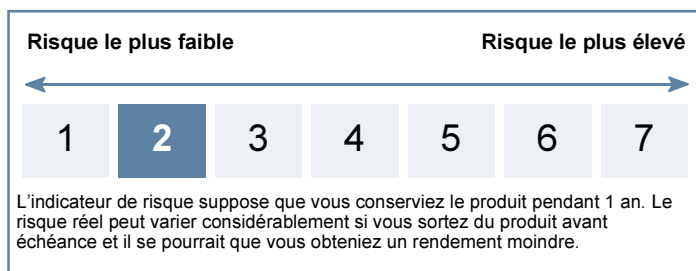 Risque le plus faible Risque le plus élevé
1 2 3 4 5 6 7
L'indicateur de risque suppose que vous conserviez le produit pendant 1 an. Le
risque réel peut varier considérablement si vous sortez du produit avant
échéance et il se pourrait que vous obteniez un rendement moindre.